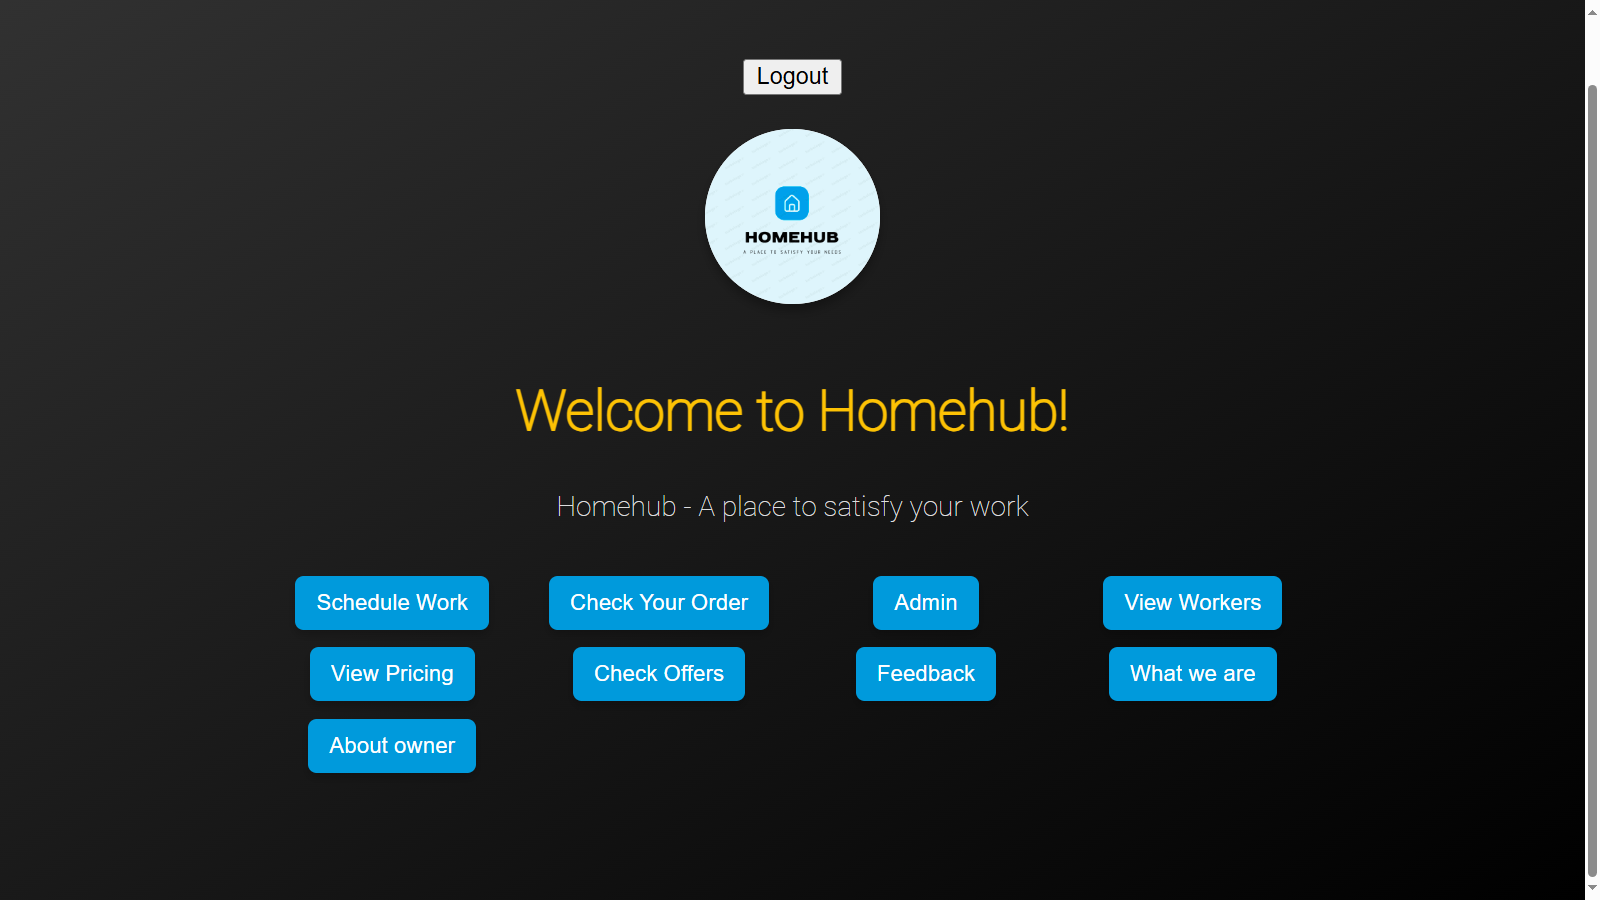 Logout
HOMEHUB
A PLACE TO SATISFY YOUR NEEDS
Welcome to Homehub!
Homehub - A place to satisfy your work
Schedule Work
Check Your Order
Admin
View Workers
View Pricing
Check Offers
Feedback
What we are
About owner